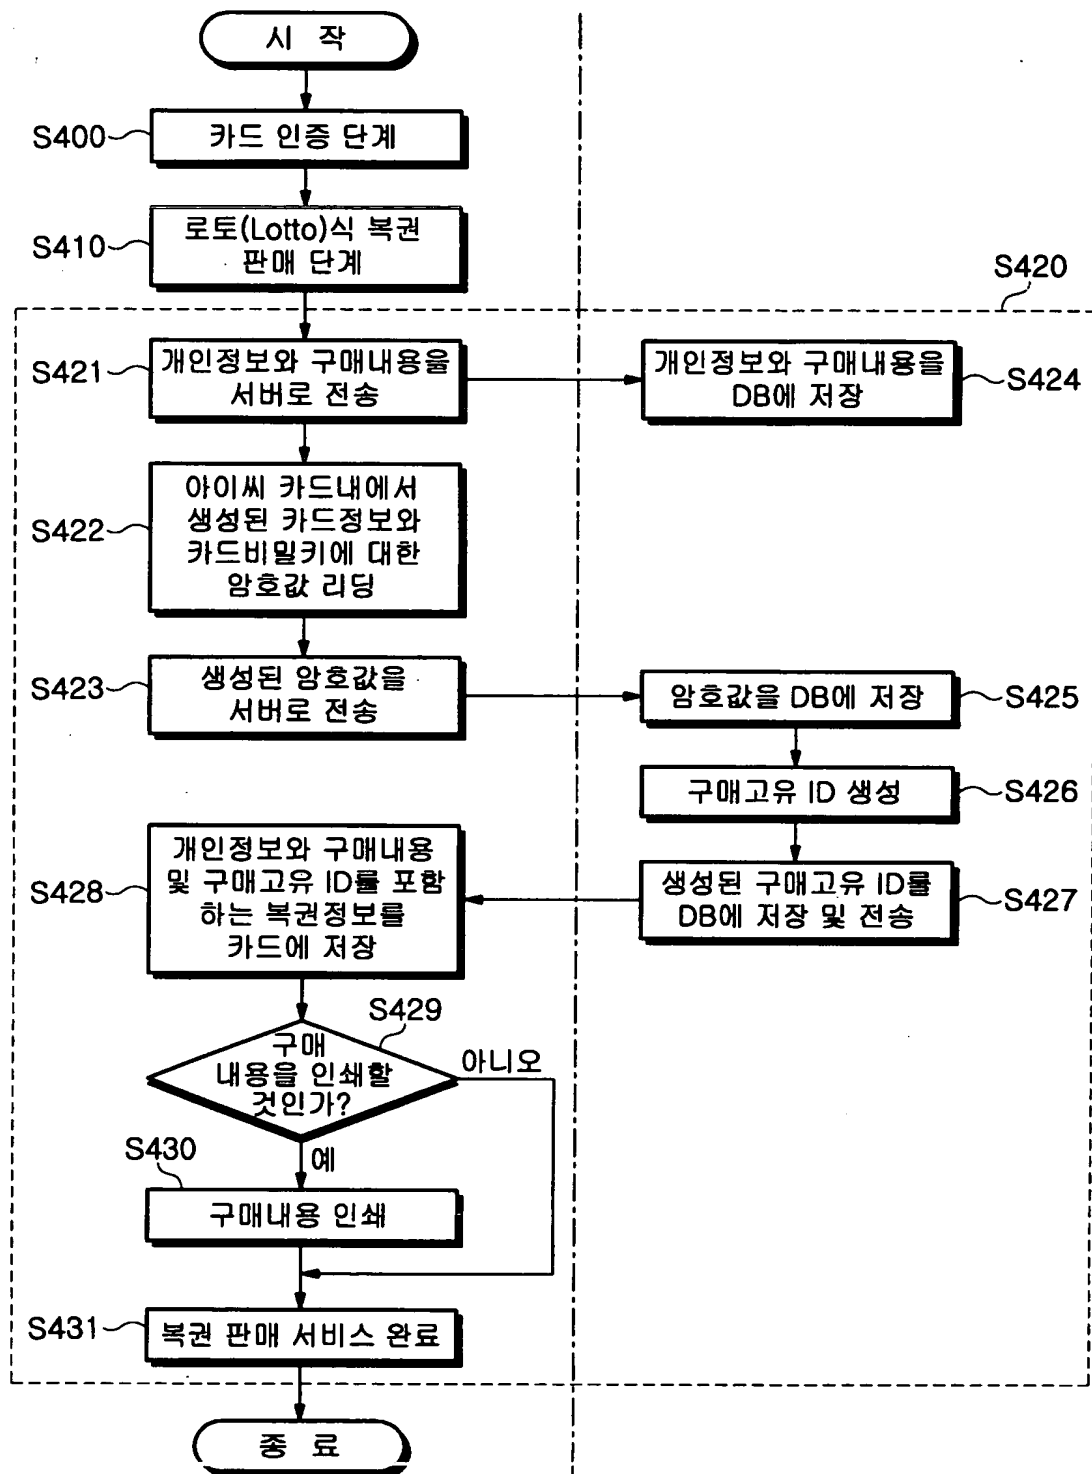 시 작
S400
카드 인증 단계
S410
로토(Lotto)식 복권
판매 단계
S420
S421
개인정보와 구매내용을
서버로 전송
개인정보와 구매내용을
DB에 저장
S424
S422
아이씨 카드내에서
생성된 카드정보와
카드비밀키에 대한
암호값 리딩
S423
생성된 암호값을
서버로 전송
암호값을 DB에 저장
S425
구매고유 ID 생성
S426
S428
개인정보와 구매내용
및 구매고유 ID를 포함
하는 복권정보를
카드에 저장
생성된 구매고유 ID를
DB에 저장 및 전송
S427
S429
구매
내용을 인쇄할
것인가?
아니오
예
S430
구매내용 인쇄
S431
복권 판매 서비스 완료
종 료